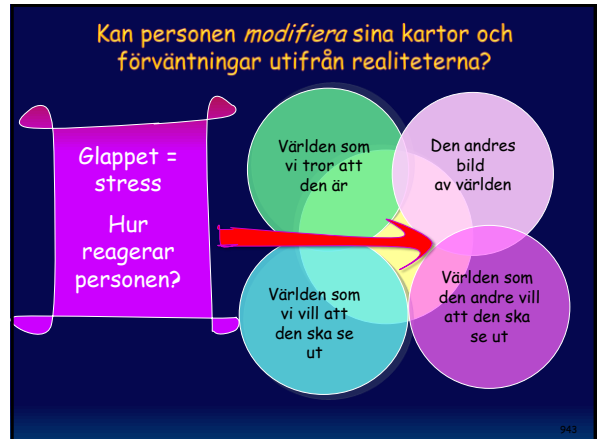 Kan personen modifiera sina kartor och
förväntningar utifrån realiteterna?
Glappet =
stress
Hur
reagerar
personen?
Världen som
vi tror att
den är
Den andres
bild
av världen
Världen som
vi vill att
den ska se
ut
Världen som
den andre vill
att den ska
se ut
943